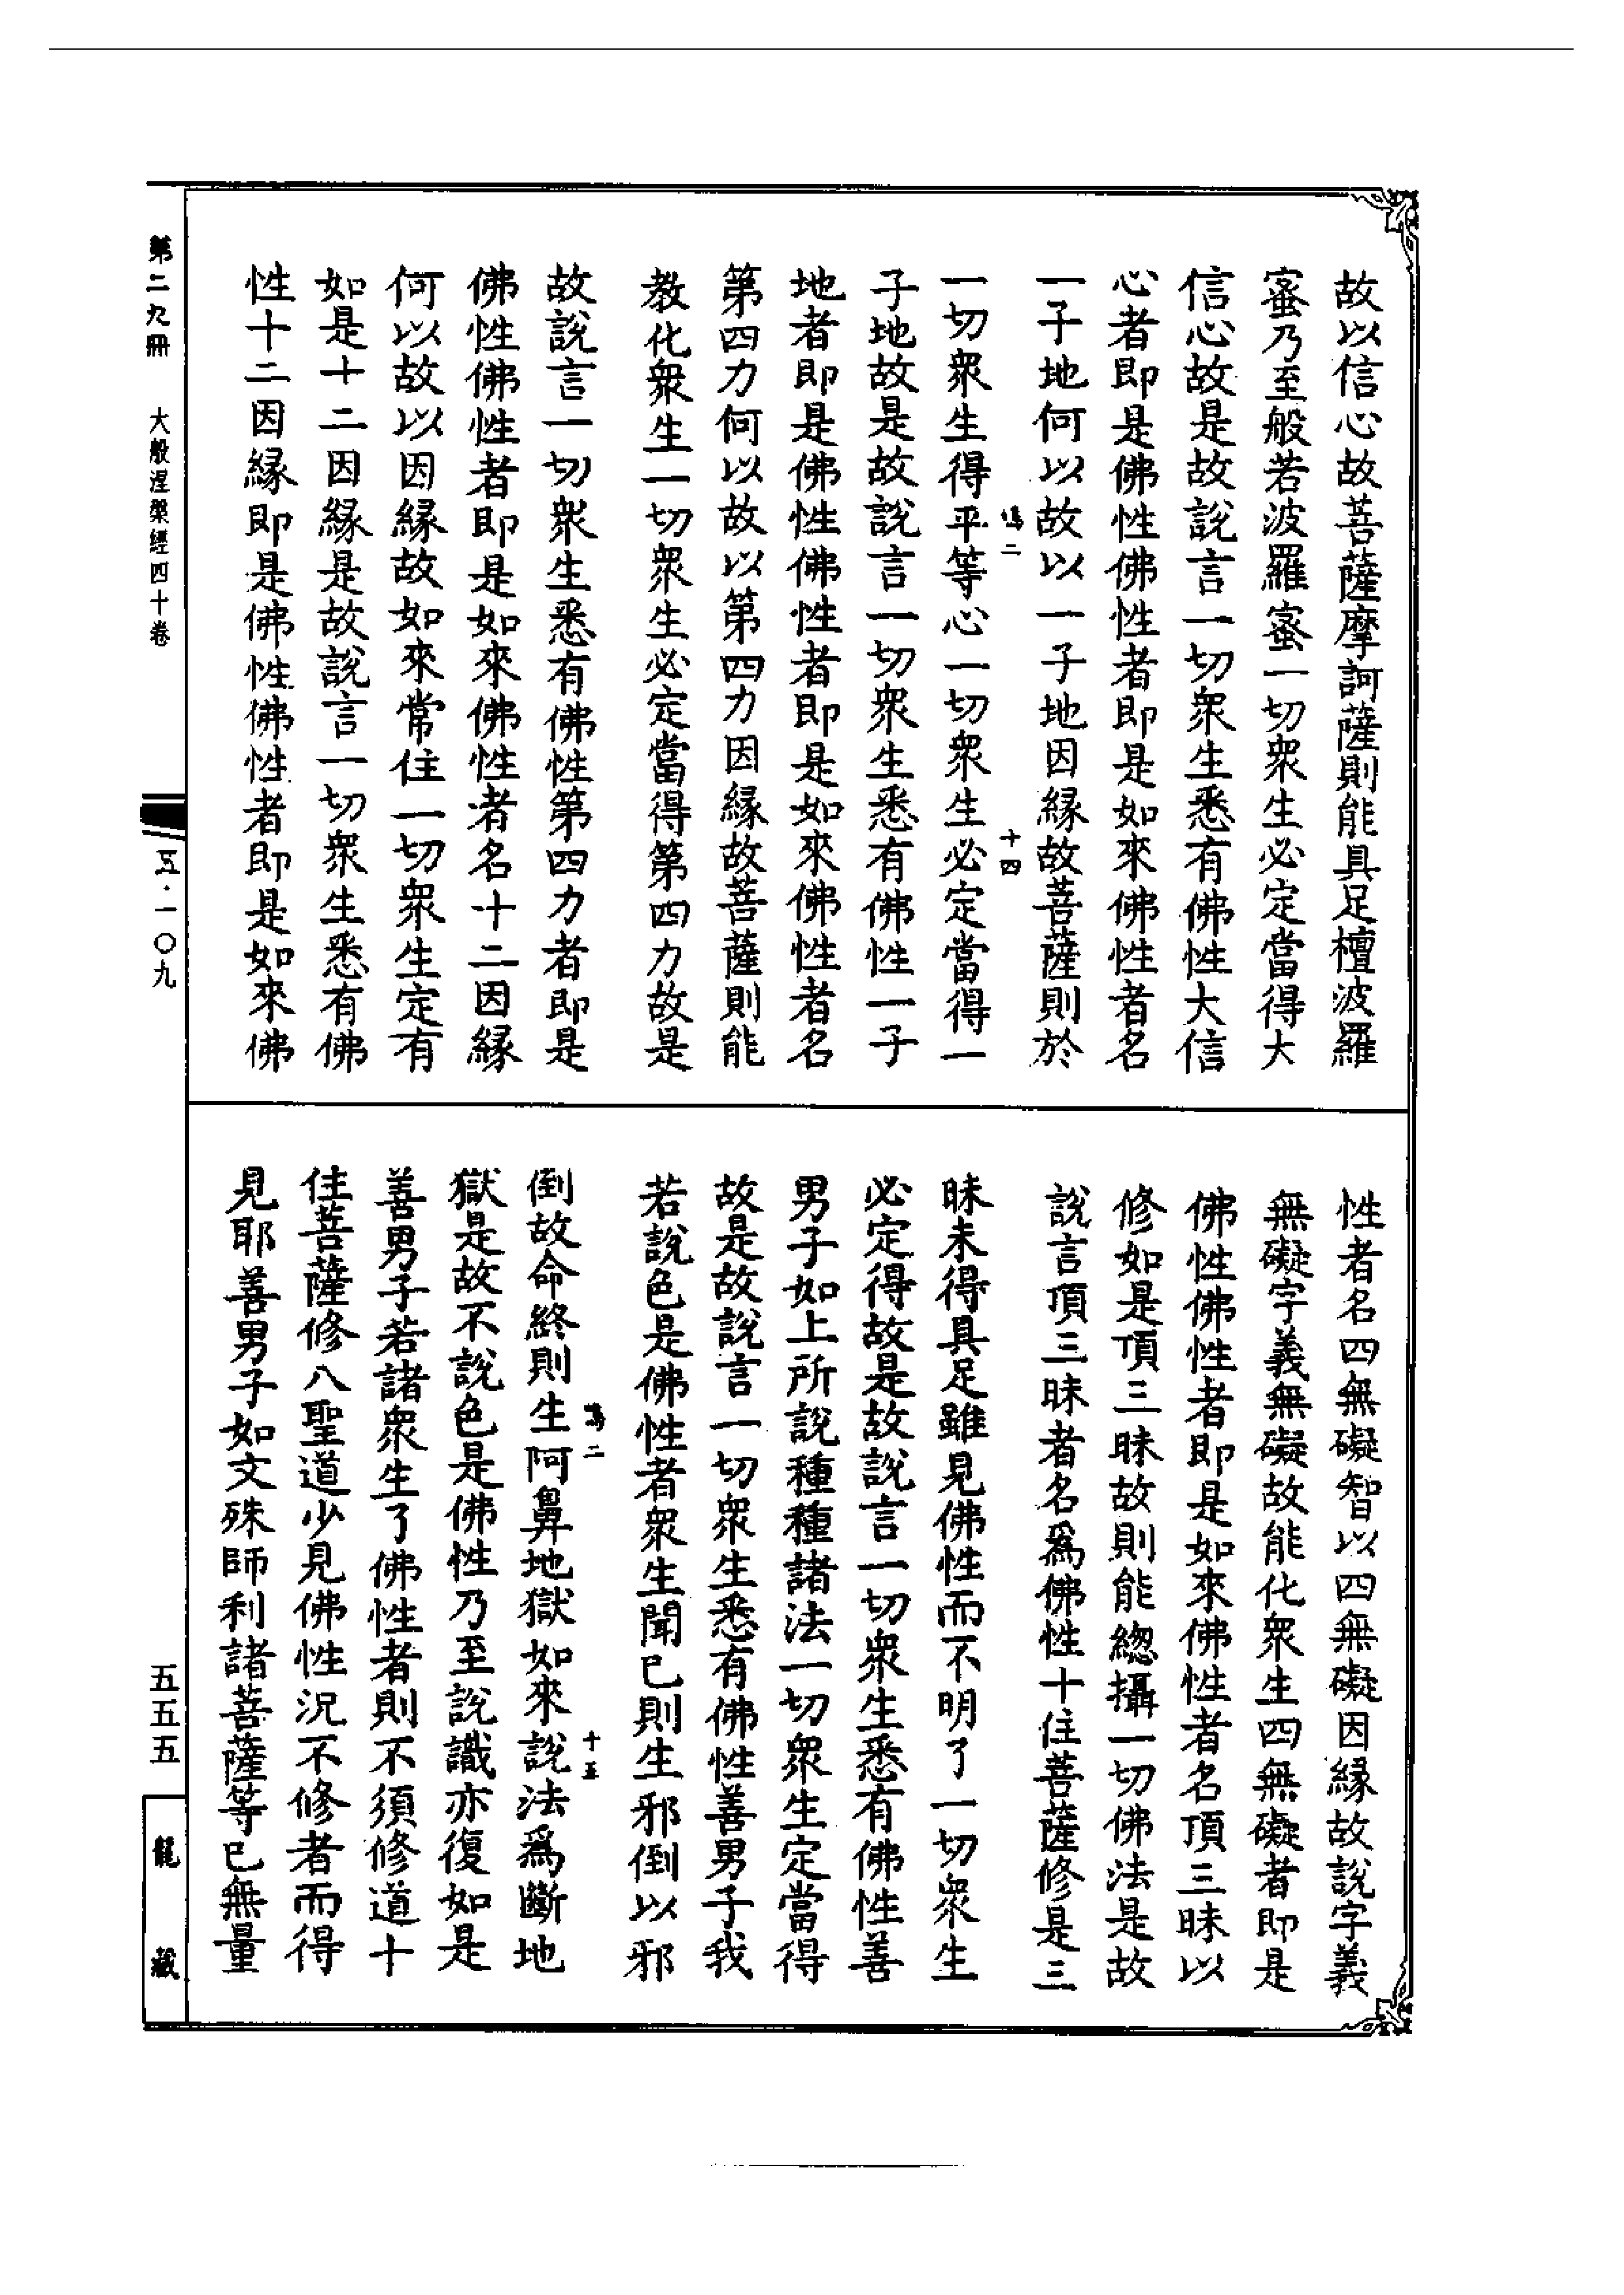 故以信心故菩薩摩訶薩則能具足檀波羅
蜜乃至般若波羅蜜一切衆生必定當得大
信心故是故說言一切衆生悉有佛性大信
心者即是佛性佛性者即是如來佛性者名
一子地何以故以一子地因緣故菩薩則於
十四
一切衆生得平等心一切衆生必定當得一
子地故是故說言一切衆生悉有佛性一子
地者即是佛性佛性者即是如來佛性者名
第四力何以故以第四力因緣故菩薩則能
教化衆生一切衆生必定當得第四力故是
故說言一切衆生悉有佛性第四力者即是
佛性佛性者即是如來佛性者名十二因緣
何以故以因緣故如來常住一切衆生定有
如是十二因緣是故說言一切衆生悉有佛
性十二因緣即是佛性佛性者即是如來佛
性者名四無礙智以四無礙因緣故說字義
無礙字義無礙故能化衆生四無礙者即是
佛性佛性者即是如來佛性者名頂三昧以
修如是頂三昧故則能緫攝一切佛法是故
說言頂三昧者名爲佛性十住菩薩修是三
昧未得具足雖見佛性而不明了一切衆生
必定得故是故說言一切衆生悉有佛性善
男子如上所說種種諸法一切衆生定當得
故是故說言一切衆生悉有佛性善男子我
若說色是佛性者衆生聞已則生邪倒以邪
十五
倒故命終則生阿鼻地獄如來說法爲斷地
獄是故不說色是佛性乃至說識亦復如是
善男子若諸衆生了佛性者則不須修道十
住菩薩修八聖道少見佛性況不修者而得
見耶善男子如文殊師利諸菩薩等已無量
第二九冊 大般涅槃經四十卷
五·一〇九
五五五
龍藏